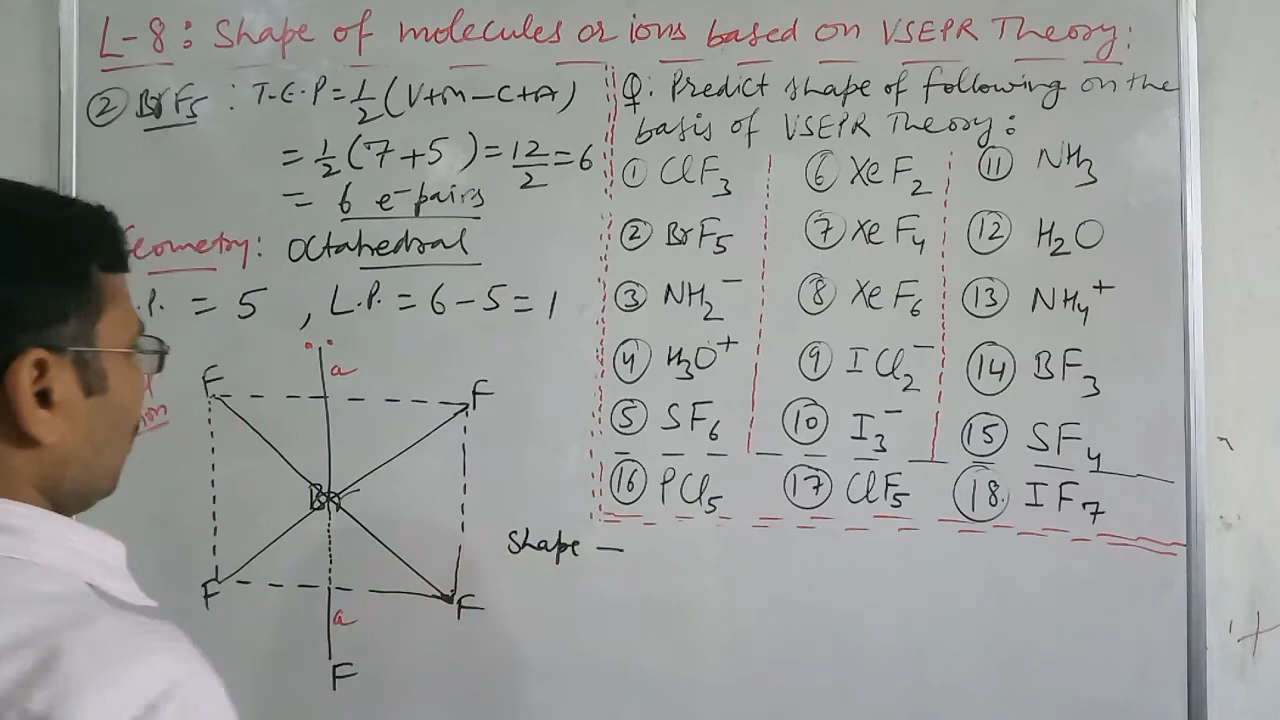 L-8: Shape of molecules or ions based on VSEPR Theory:
② BrF5 : T.E.P = 1/2 (V+M-C+A)
= 1/2 (7+5) = 12/2 = 6
= 6 e⁻pairs
eometry: Octahedral
.P. = 5 , L.P. = 6-5 = 1
a
F F
Br
F F
a
F
Shape —
Q: Predict shape of following on the
basis of VSEPR Theory:
① ClF3 ⑥ XeF2 ⑪ NH3
② BrF5 ⑦ XeF4 ⑫ H2O
③ NH2⁻ ⑧ XeF6 ⑬ NH4⁺
④ H3O⁺ ⑨ ICl2⁻ ⑭ BF3
⑤ SF6 ⑩ I3⁻ ⑮ SF4
⑯ PCl5 ⑰ ClF5 ⑱ IF7